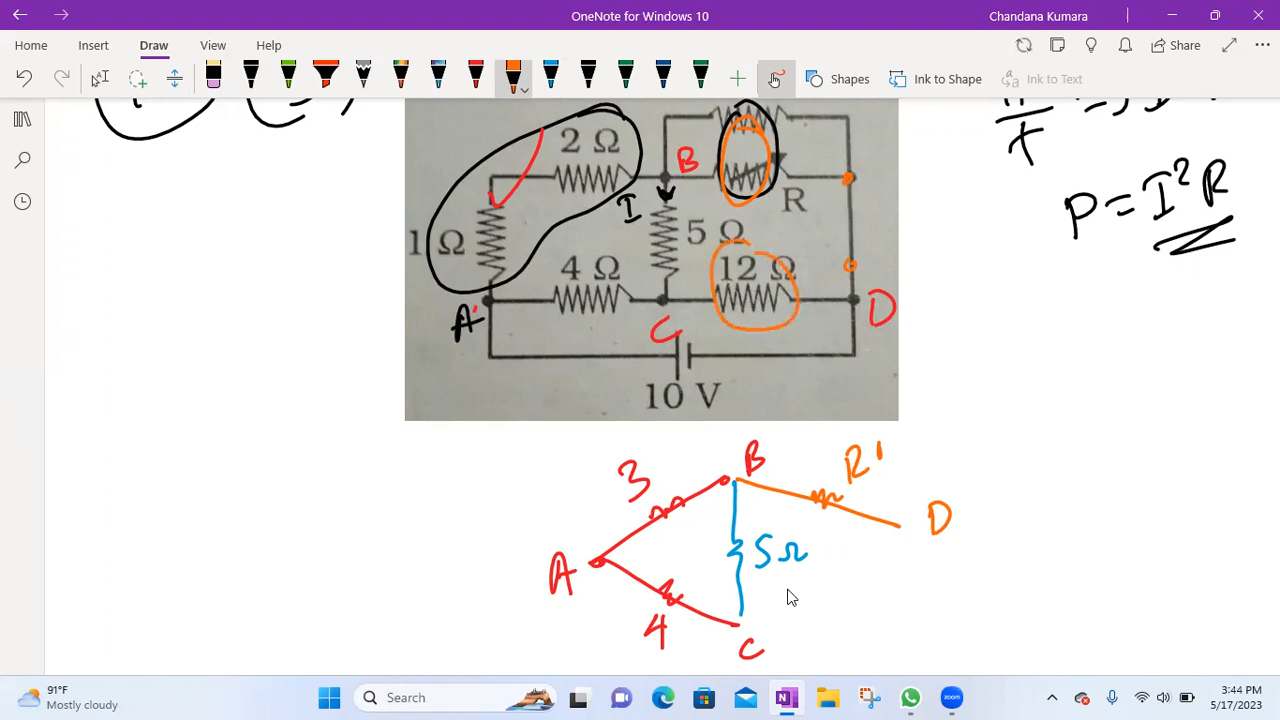 OneNote for Windows 10
Chandana Kumara
Home Insert Draw View Help
Share
Shapes
Ink to Shape
Ink to Text
P = I² R
2 Ω
B
I
R
1 Ω
5 Ω
4 Ω
12 Ω
A
C
D
10 V
3
B
R'
D
A
5 Ω
4
C
91°F
Mostly cloudy
Search
zoom
3:44 PM
5/17/2023